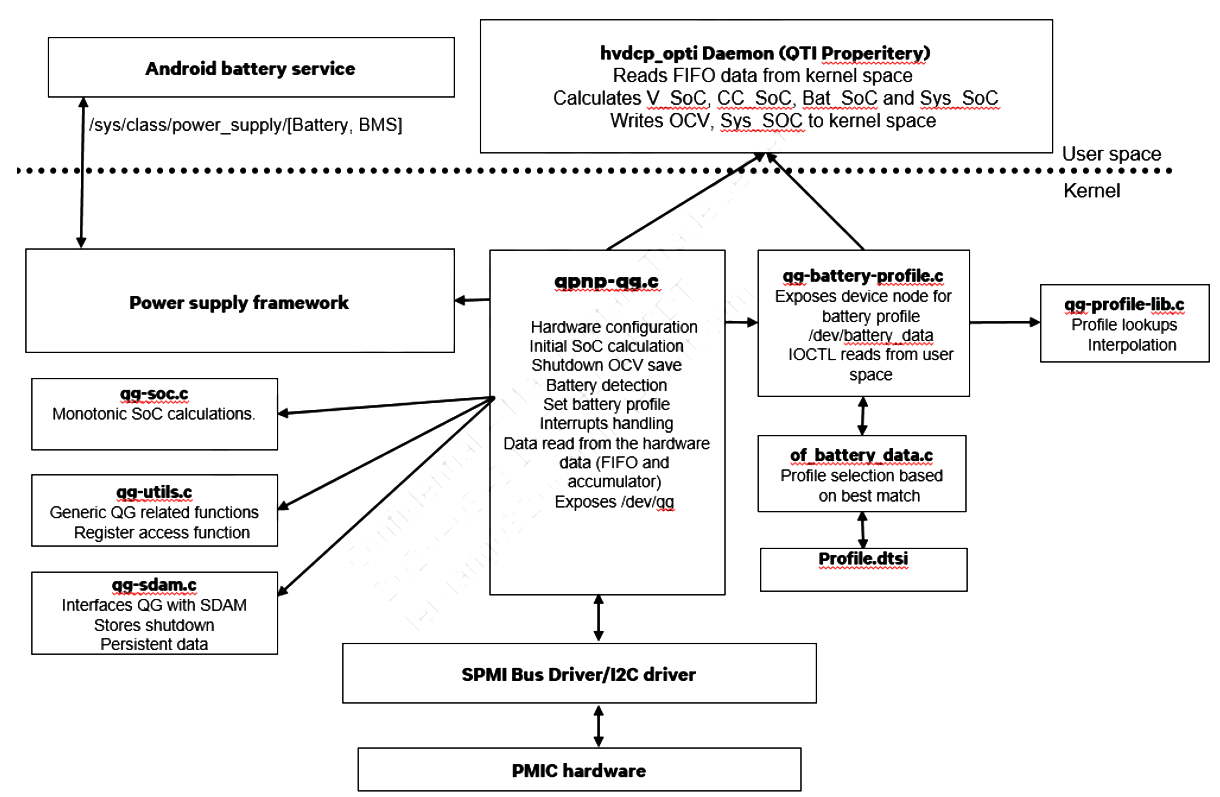 Android battery service
hvdcp_opti Daemon (QTI Properitery)
Reads FIFO data from kernel space
Calculates V_SoC, CC_SoC, Bat_SoC and Sys_SoC
Writes OCV, Sys_SOC to kernel space
/sys/class/power_supply/[Battery, BMS]
User space
Kernel
Power supply framework
qpnp-qg.c
Hardware configuration
Initial SoC calculation
Shutdown OCV save
Battery detection
Set battery profile
Interrupts handling
Data read from the hardware
data (FIFO and
accumulator)
Exposes /dev/qg
qg-battery-profile.c
Exposes device node for
battery profile
/dev/battery_data
IOCTL reads from user
space
qg-profile-lib.c
Profile lookups
Interpolation
qg-soc.c
Monotonic SoC calculations.
qg-utils.c
Generic QG related functions
Register access function
qg-sdam.c
Interfaces QG with SDAM
Stores shutdown
Persistent data
of_battery_data.c
Profile selection based
on best match
Profile.dtsi
SPMI Bus Driver/I2C driver
PMIC hardware